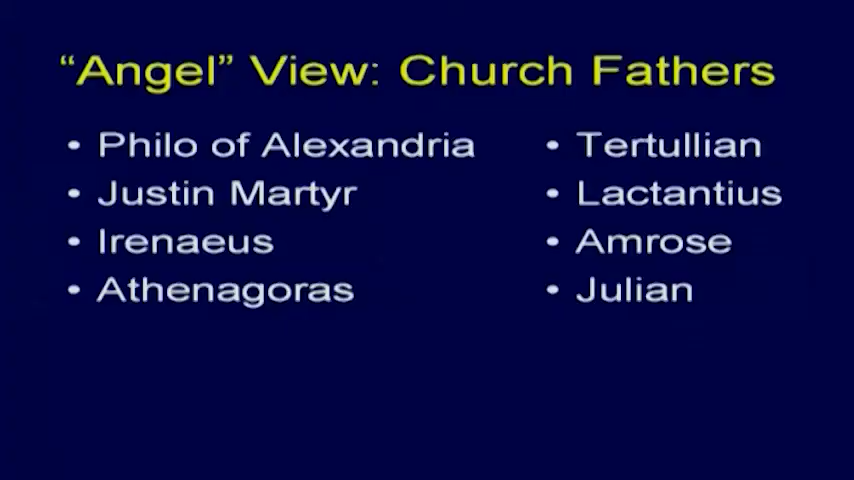 “Angel” View: Church Fathers
• Philo of Alexandria
• Justin Martyr
• Irenaeus
• Athenagoras
• Tertullian
• Lactantius
• Amrose
• Julian